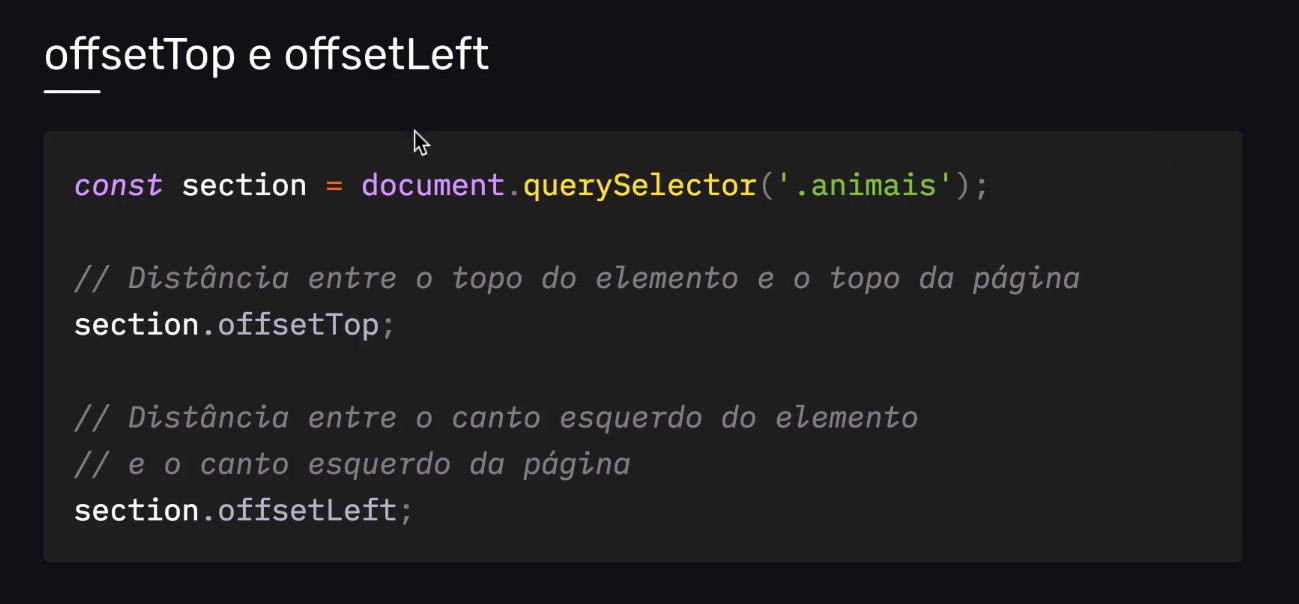 offsetTop e offsetLeft
const section = document.querySelector('.animais');
// Distância entre o topo do elemento e o topo da página
section.offsetTop;
// Distância entre o canto esquerdo do elemento
// e o canto esquerdo da página
section.offsetLeft;